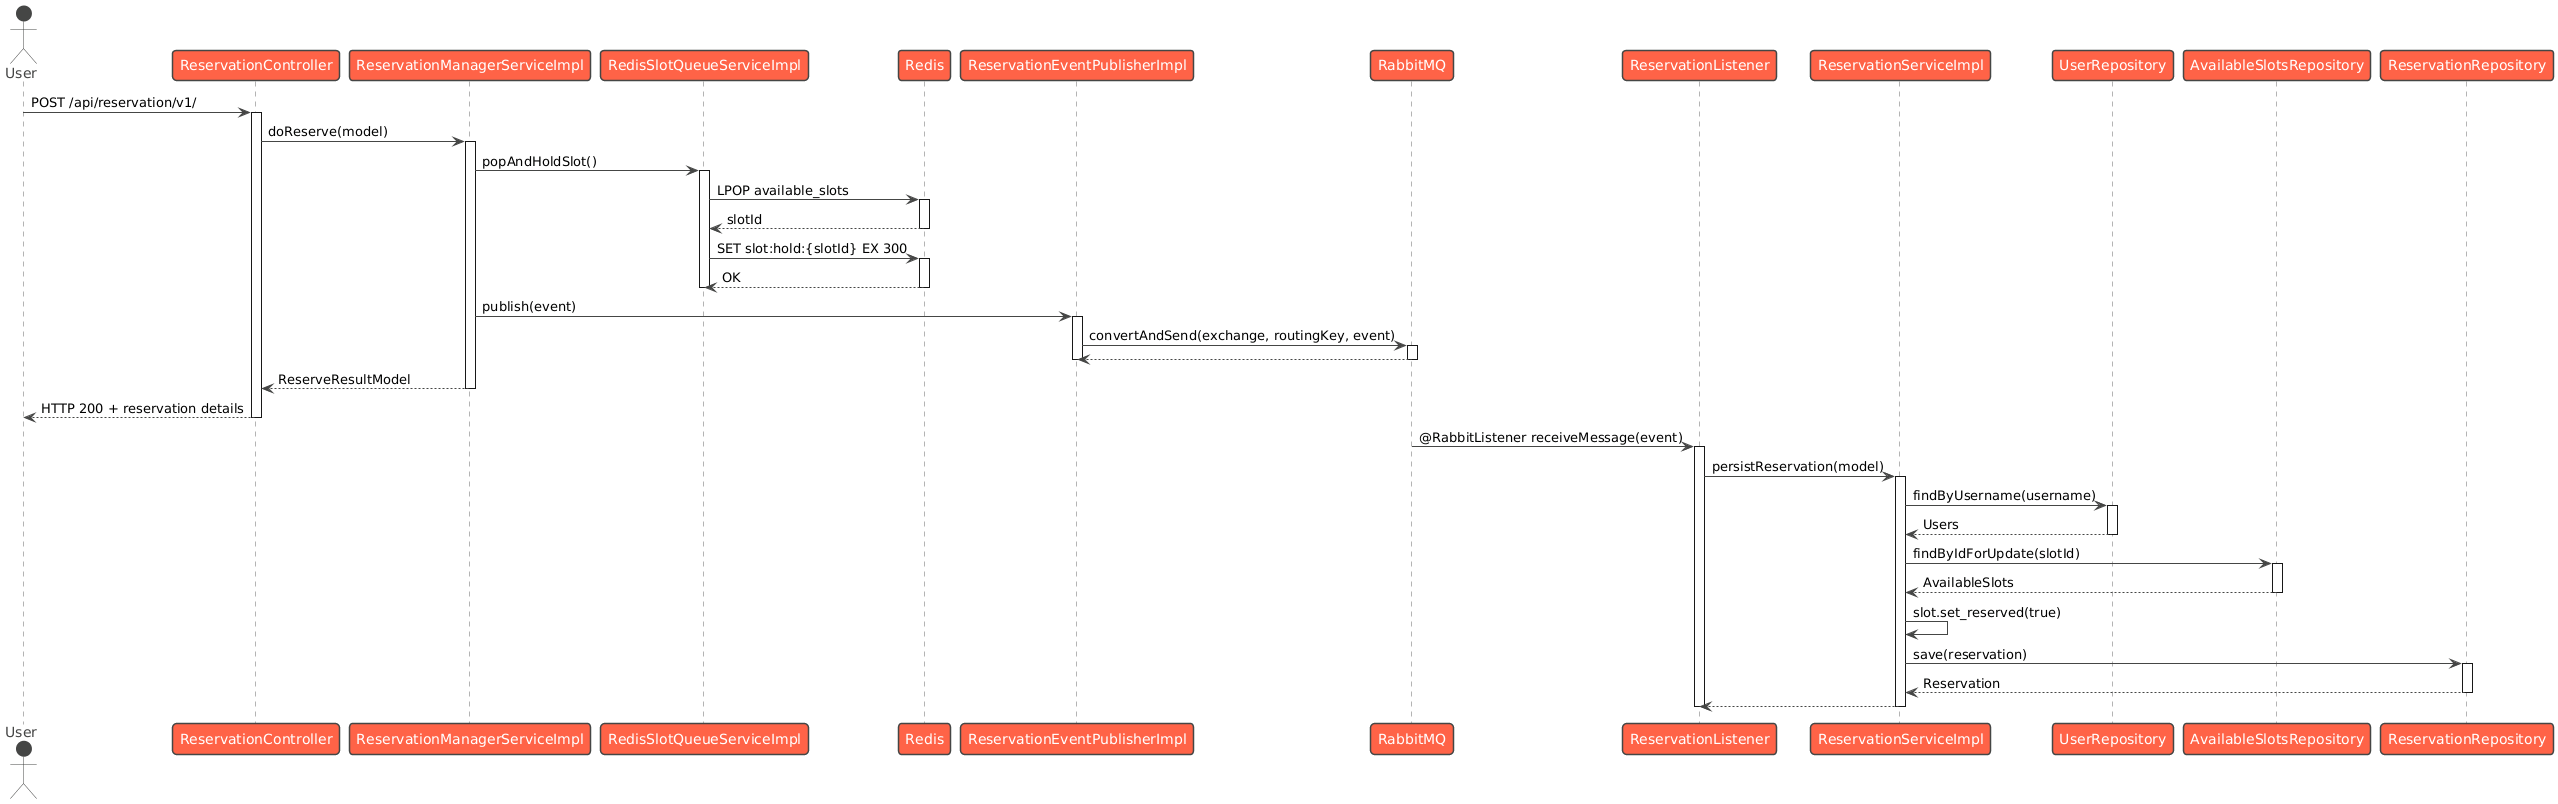 User
ReservationController
ReservationManagerServiceImpl
RedisSlotQueueServiceImpl
Redis
ReservationEventPublisherImpl
RabbitMQ
ReservationListener
ReservationServiceImpl
UserRepository
AvailableSlotsRepository
ReservationRepository
POST /api/reservation/v1/
doReserve(model)
popAndHoldSlot()
LPOP available_slots
slotId
SET slot:hold:{slotId} EX 300
OK
publish(event)
convertAndSend(exchange, routingKey, event)
ReserveResultModel
HTTP 200 + reservation details
@RabbitListener receiveMessage(event)
persistReservation(model)
findByUsername(username)
Users
findByIdForUpdate(slotId)
AvailableSlots
slot.set_reserved(true)
save(reservation)
Reservation
User
ReservationController
ReservationManagerServiceImpl
RedisSlotQueueServiceImpl
Redis
ReservationEventPublisherImpl
RabbitMQ
ReservationListener
ReservationServiceImpl
UserRepository
AvailableSlotsRepository
ReservationRepository